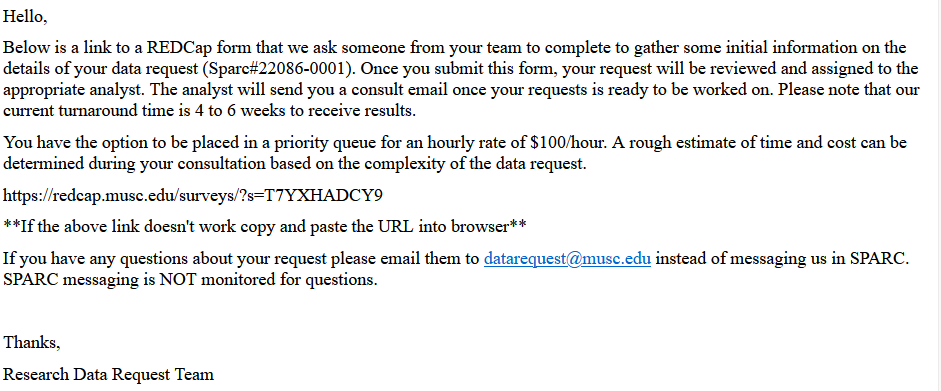 Hello,
Below is a link to a REDCap form that we ask someone from your team to complete to gather some initial information on the
details of your data request (Sparc#22086-0001). Once you submit this form, your request will be reviewed and assigned to the
appropriate analyst. The analyst will send you a consult email once your requests is ready to be worked on. Please note that our
current turnaround time is 4 to 6 weeks to receive results.
You have the option to be placed in a priority queue for an hourly rate of $100/hour. A rough estimate of time and cost can be
determined during your consultation based on the complexity of the data request.
https://redcap.musc.edu/surveys/?s=T7YXHADCY9
**If the above link doesn't work copy and paste the URL into browser**
If you have any questions about your request please email them to datarequest@musc.edu instead of messaging us in SPARC.
SPARC messaging is NOT monitored for questions.
Thanks,
Research Data Request Team